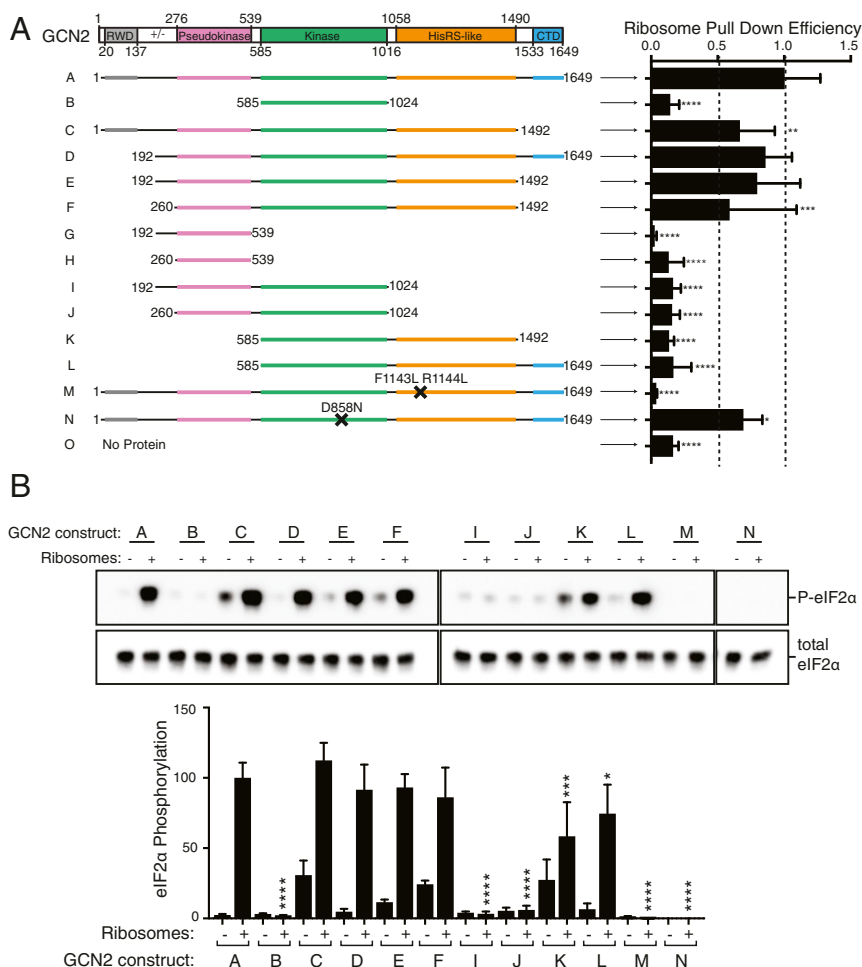 A
GCN2
1 276 539 1058 1490
RWD +/- Pseudokinase Kinase HisRS-like CTD
20 137 585 1016 1533 1649
Ribosome Pull Down Efficiency
0.0 0.5 1.0 1.5
A 1 1649
B 585 1024 ****
C 1 1492 **
D 192 1649
E 192 1492
F 260 1492 ***
G 192 539 ****
H 260 539 ****
I 192 1024 ****
J 260 1024 ****
K 585 1492 ****
L 585 1649 ****
F1143L R1144L
M 1 1649 ****
D858N
N 1 1649 *
O No Protein ****
B
GCN2 construct: A B C D E F I J K L M N
Ribosomes: - + - + - + - + - + - + - + - + - + - + - + - +
P-eIF2α
total
eIF2α
eIF2α Phosphorylation
150
100
50
0
**** **** **** *** * **** ****
Ribosomes: - + - + - + - + - + - + - + - + - + - + - + - +
GCN2 construct: A B C D E F I J K L M N